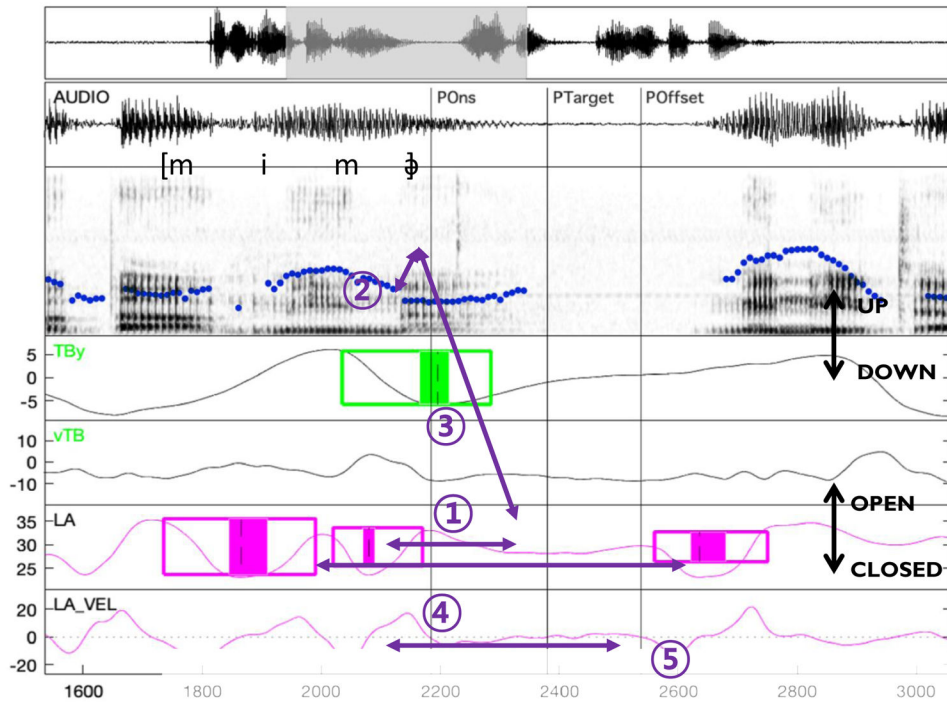 AUDIO POns PTarget POffset
[m i m
② UP
TBy
5
0
-5
DOWN
③
vTB
10
0
-10
LA ① OPEN
35
30
25
CLOSED
LA_VEL ④
20
0
⑤
-20
1600 1800 2000 2200 2400 2600 2800 3000